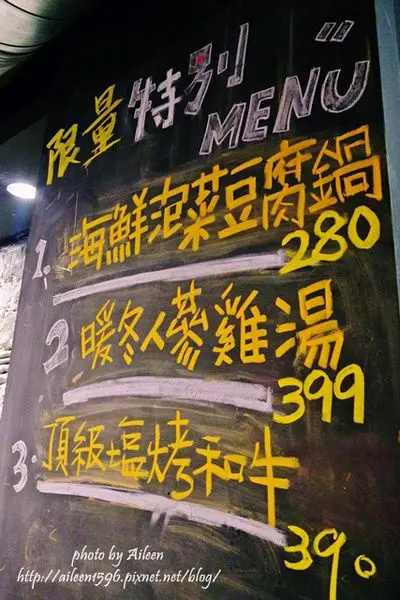 限量特別
MENU
1、海鮮泡菜豆腐鍋
280
2 暖冬人蔘雞湯
399
3.頂級塩烤和牛
390
photo by Aileen
http://aileen1596.pixnet.net/blog/